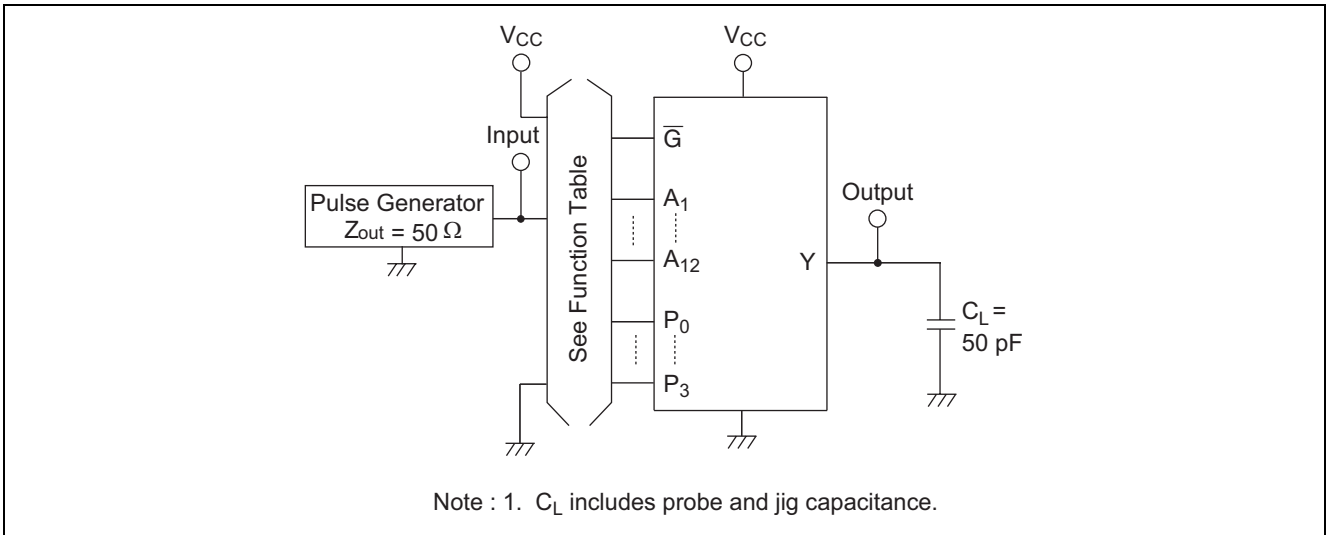 VCC
VCC
Input
Pulse Generator
Zout = 50 Ω
See Function Table
G̅
A1
A12
P0
P3
Y
Output
CL =
50 pF
Note : 1. CL includes probe and jig capacitance.